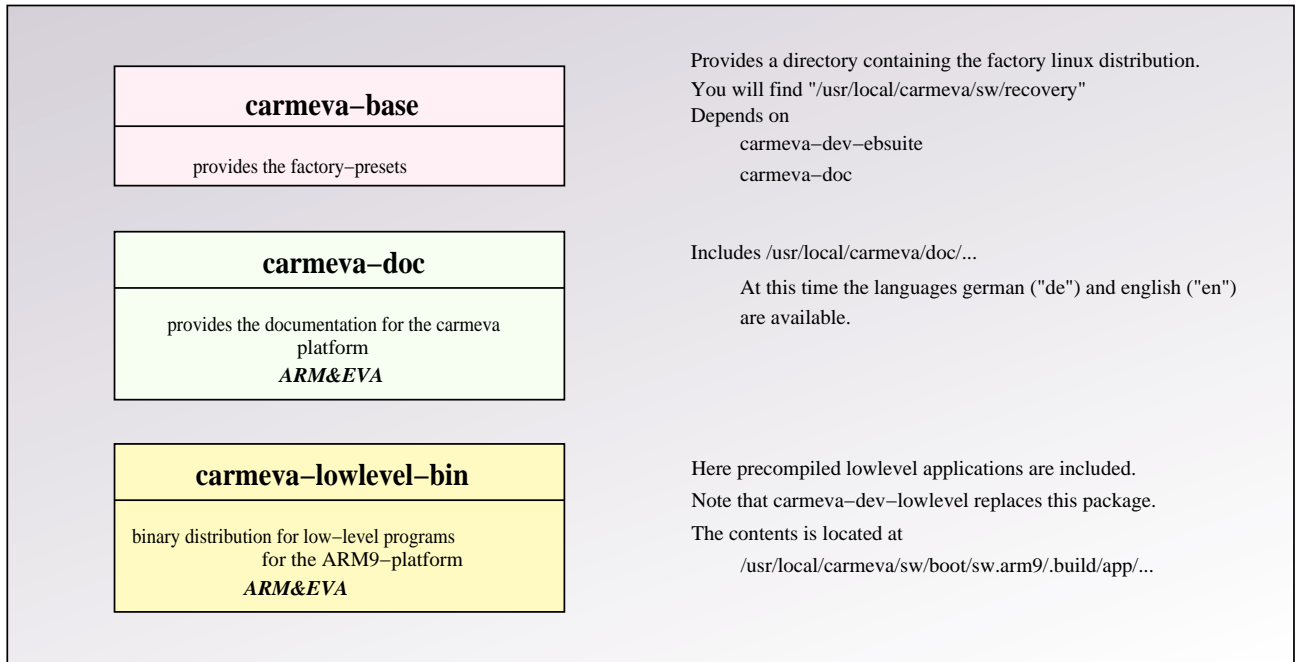 carmeva−base
provides the factory−presets
Provides a directory containing the factory linux distribution.
You will find "/usr/local/carmeva/sw/recovery"
Depends on
carmeva−dev−ebsuite
carmeva−doc
carmeva−doc
provides the documentation for the carmeva
platform
ARM&EVA
Includes /usr/local/carmeva/doc/...
At this time the languages german ("de") and english ("en")
are available.
carmeva−lowlevel−bin
binary distribution for low−level programs
for the ARM9−platform
ARM&EVA
Here precompiled lowlevel applications are included.
Note that carmeva−dev−lowlevel replaces this package.
The contents is located at
/usr/local/carmeva/sw/boot/sw.arm9/.build/app/...